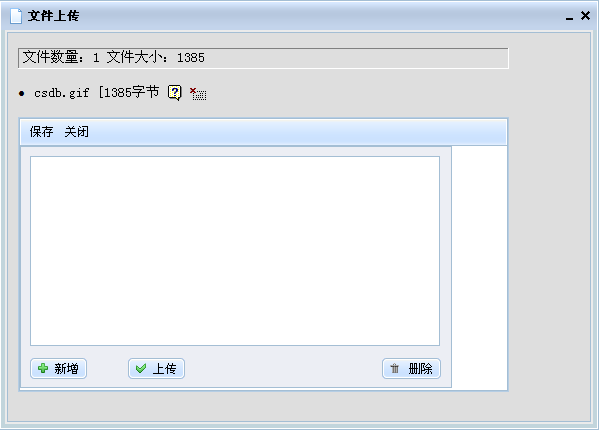 文件上传
文件数量：1 文件大小：1385
• csdb.gif [1385字节
保存 关闭
新增 上传 删除